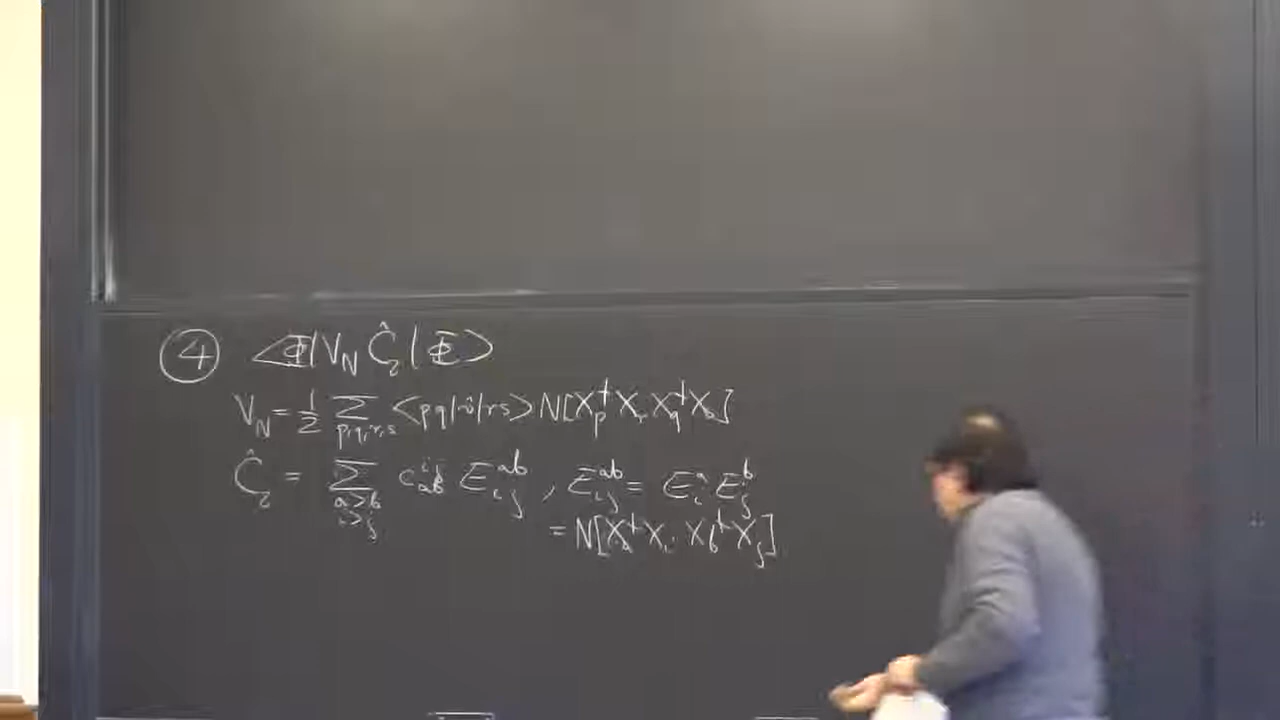 ④ <Φ|V_N Ĉ_2|Φ>
V_N = 1/2 Σ_{p,q,r,s} <pq|v̂|rs> N[X_p^† X_r X_q^† X_s]
Ĉ_2 = Σ_{a>b, i>j} c_{ab}^{ij} E_{ij}^{ab} , E_{ij}^{ab} = E_i^a E_j^b
= N[X_a^† X_i X_b^† X_j]